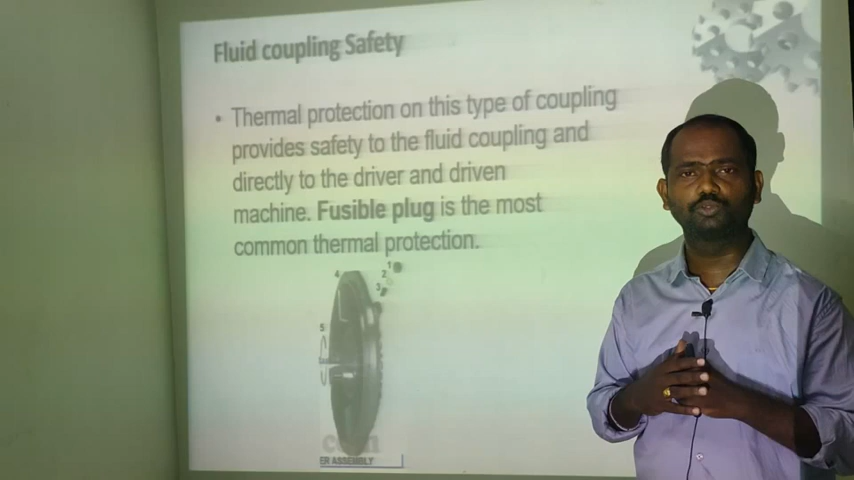 Fluid coupling Safety
• Thermal protection on this type of coupling
provides safety to the fluid coupling and
directly to the driver and driven
machine. Fusible plug is the most
common thermal protection.
1
2
3
4
5
ER ASSEMBLY